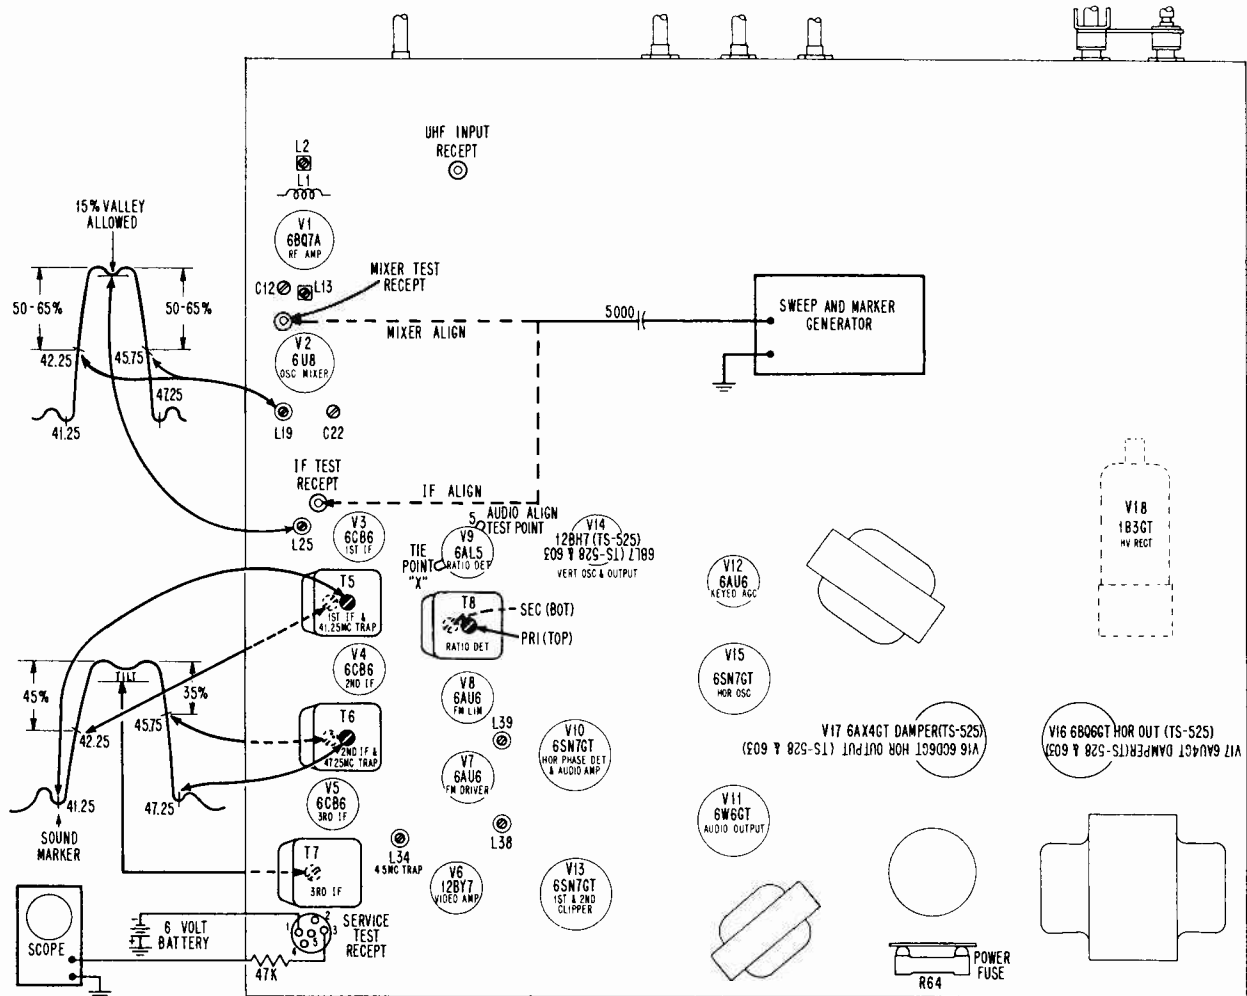 UHF INPUT
RECEPT
L2
L1
V1
6BQ7A
RF AMP
15% VALLEY
ALLOWED
50-65%
50-65%
42.25
45.75
47.25
41.25
C12
L13
MIXER TEST
RECEPT
MIXER ALIGN
5000
SWEEP AND MARKER
GENERATOR
V2
6U8
OSC MIXER
L19
C22
IF TEST
RECEPT
IF ALIGN
L25
V3
6CB6
1ST IF
5
AUDIO ALIGN
TEST POINT
V9
6AL5
RATIO DET
TIE
POINT
"X"
V14
12BH7 (TS-525)
6BL7 (TS-528 & 603)
VERT OSC & OUTPUT
V12
6AU6
KEYED AGC
V18
1B3GT
HV RECT
T5
1ST IF &
41.25MC TRAP
T8
RATIO DET
SEC (BOT)
PRI (TOP)
V4
6CB6
2ND IF
V8
6AU6
FM LIM
V15
6SN7GT
HOR OSC
45%
TILT
35%
42.25
45.75
41.25
47.25
SOUND
MARKER
T6
2ND IF &
47.25MC TRAP
L39
V10
6SN7GT
HOR PHASE DET
& AUDIO AMP
V17 6AX4GT DAMPER(TS-525)
V16 6CD6GT HOR OUTPUT (TS-528 & 603)
V16 6BQ6GT HOR OUT (TS-525)
V17 6AU4GT DAMPER(TS-528 & 603)
V7
6AU6
FM DRIVER
V5
6CB6
3RD IF
L38
V11
6W6GT
AUDIO OUTPUT
T7
3RD IF
L34
4.5MC TRAP
V6
12BY7
VIDEO AMP
V13
6SN7GT
1ST & 2ND
CLIPPER
SCOPE
6 VOLT
BATTERY
1
2
3
4
5
SERVICE
TEST
RECEPT
47K
POWER
FUSE
R64